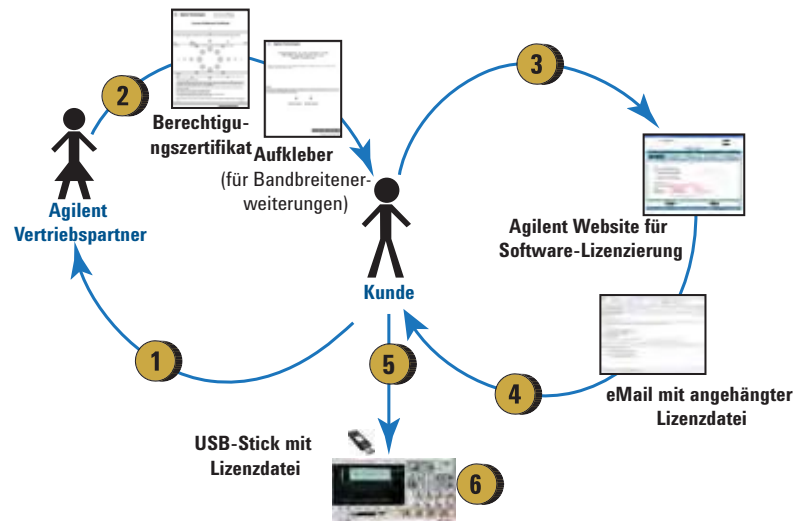 2
3
Berechtigu-
ngszertifikat
Aufkleber
(für Bandbreitener-
weiterungen)
Agilent
Vertriebspartner
Agilent Website für
Software-Lizenzierung
Kunde
1
5
4
eMail mit angehängter
Lizenzdatei
USB-Stick mit
Lizenzdatei
6